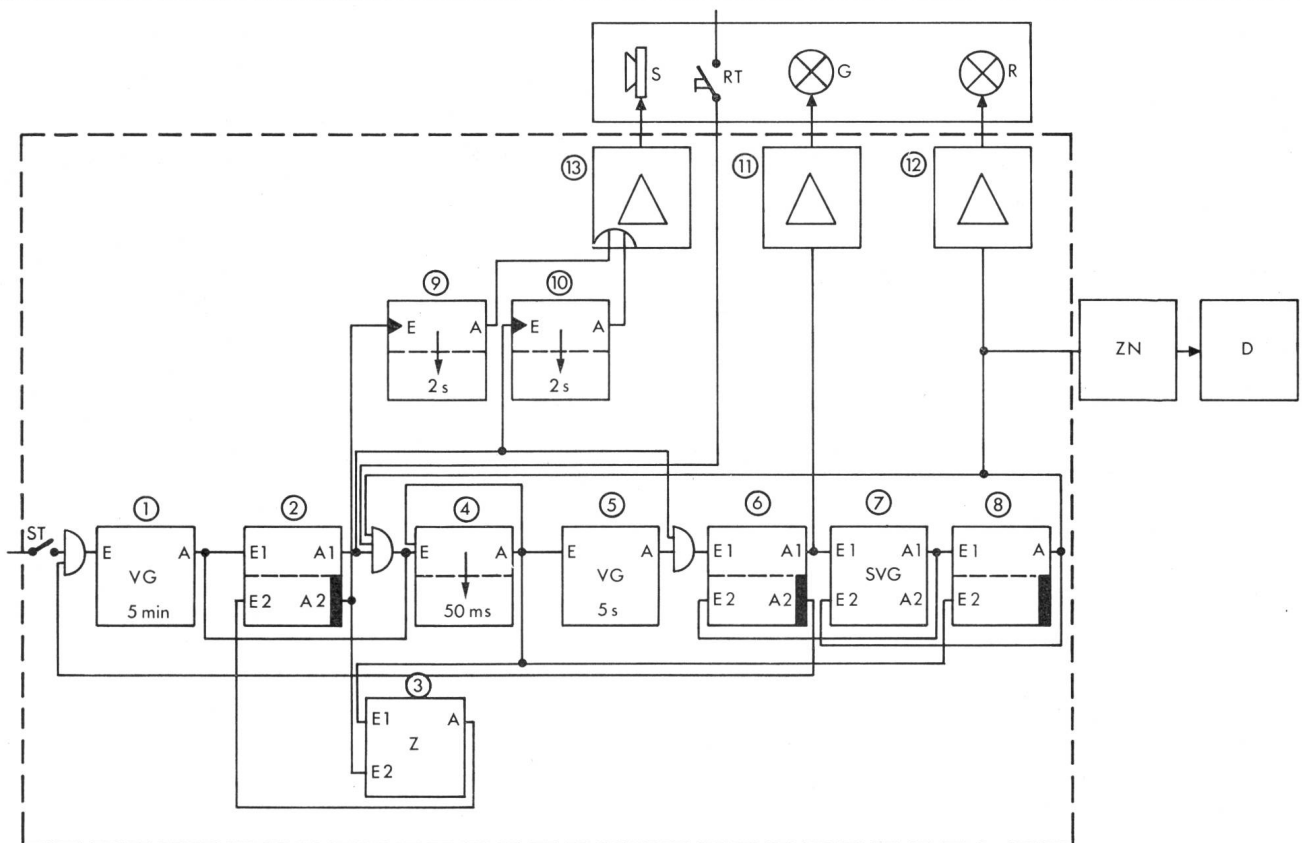 S
RT
G
R
⑬
⑪
⑫
⑨
⑩
E A
2 s
E A
2 s
ZN
D
ST
①
②
④
⑤
⑥
⑦
⑧
E A
VG
5 min
E1 A1
E2 A2
E A
50 ms
E A
VG
5 s
E1 A1
E2 A2
E1 A1
SVG
E2 A2
E1 A
E2
③
E1 A
Z
E2